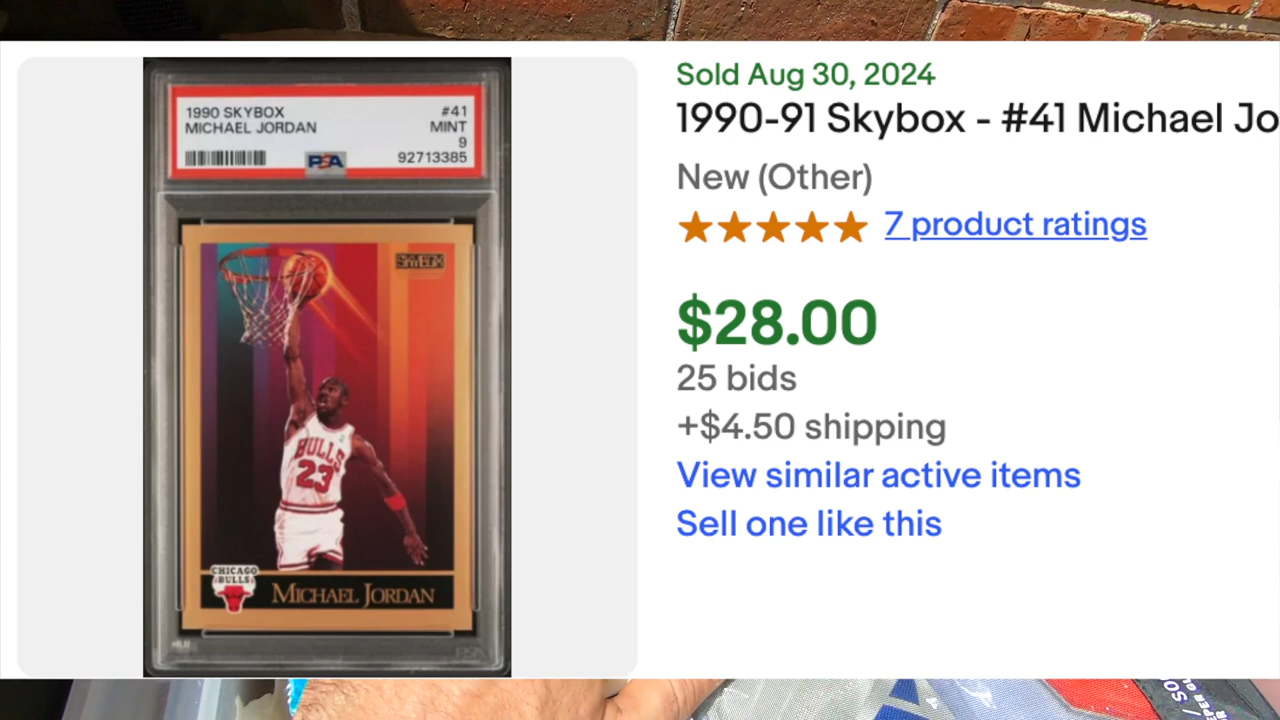 1990 SKYBOX #41
MICHAEL JORDAN MINT
9
PSA 92713385
SKYBOX
BULLS
23
CHICAGO
BULLS
MICHAEL JORDAN
Sold Aug 30, 2024
1990-91 Skybox - #41 Michael Jo
New (Other)
7 product ratings
$28.00
25 bids
+$4.50 shipping
View similar active items
Sell one like this